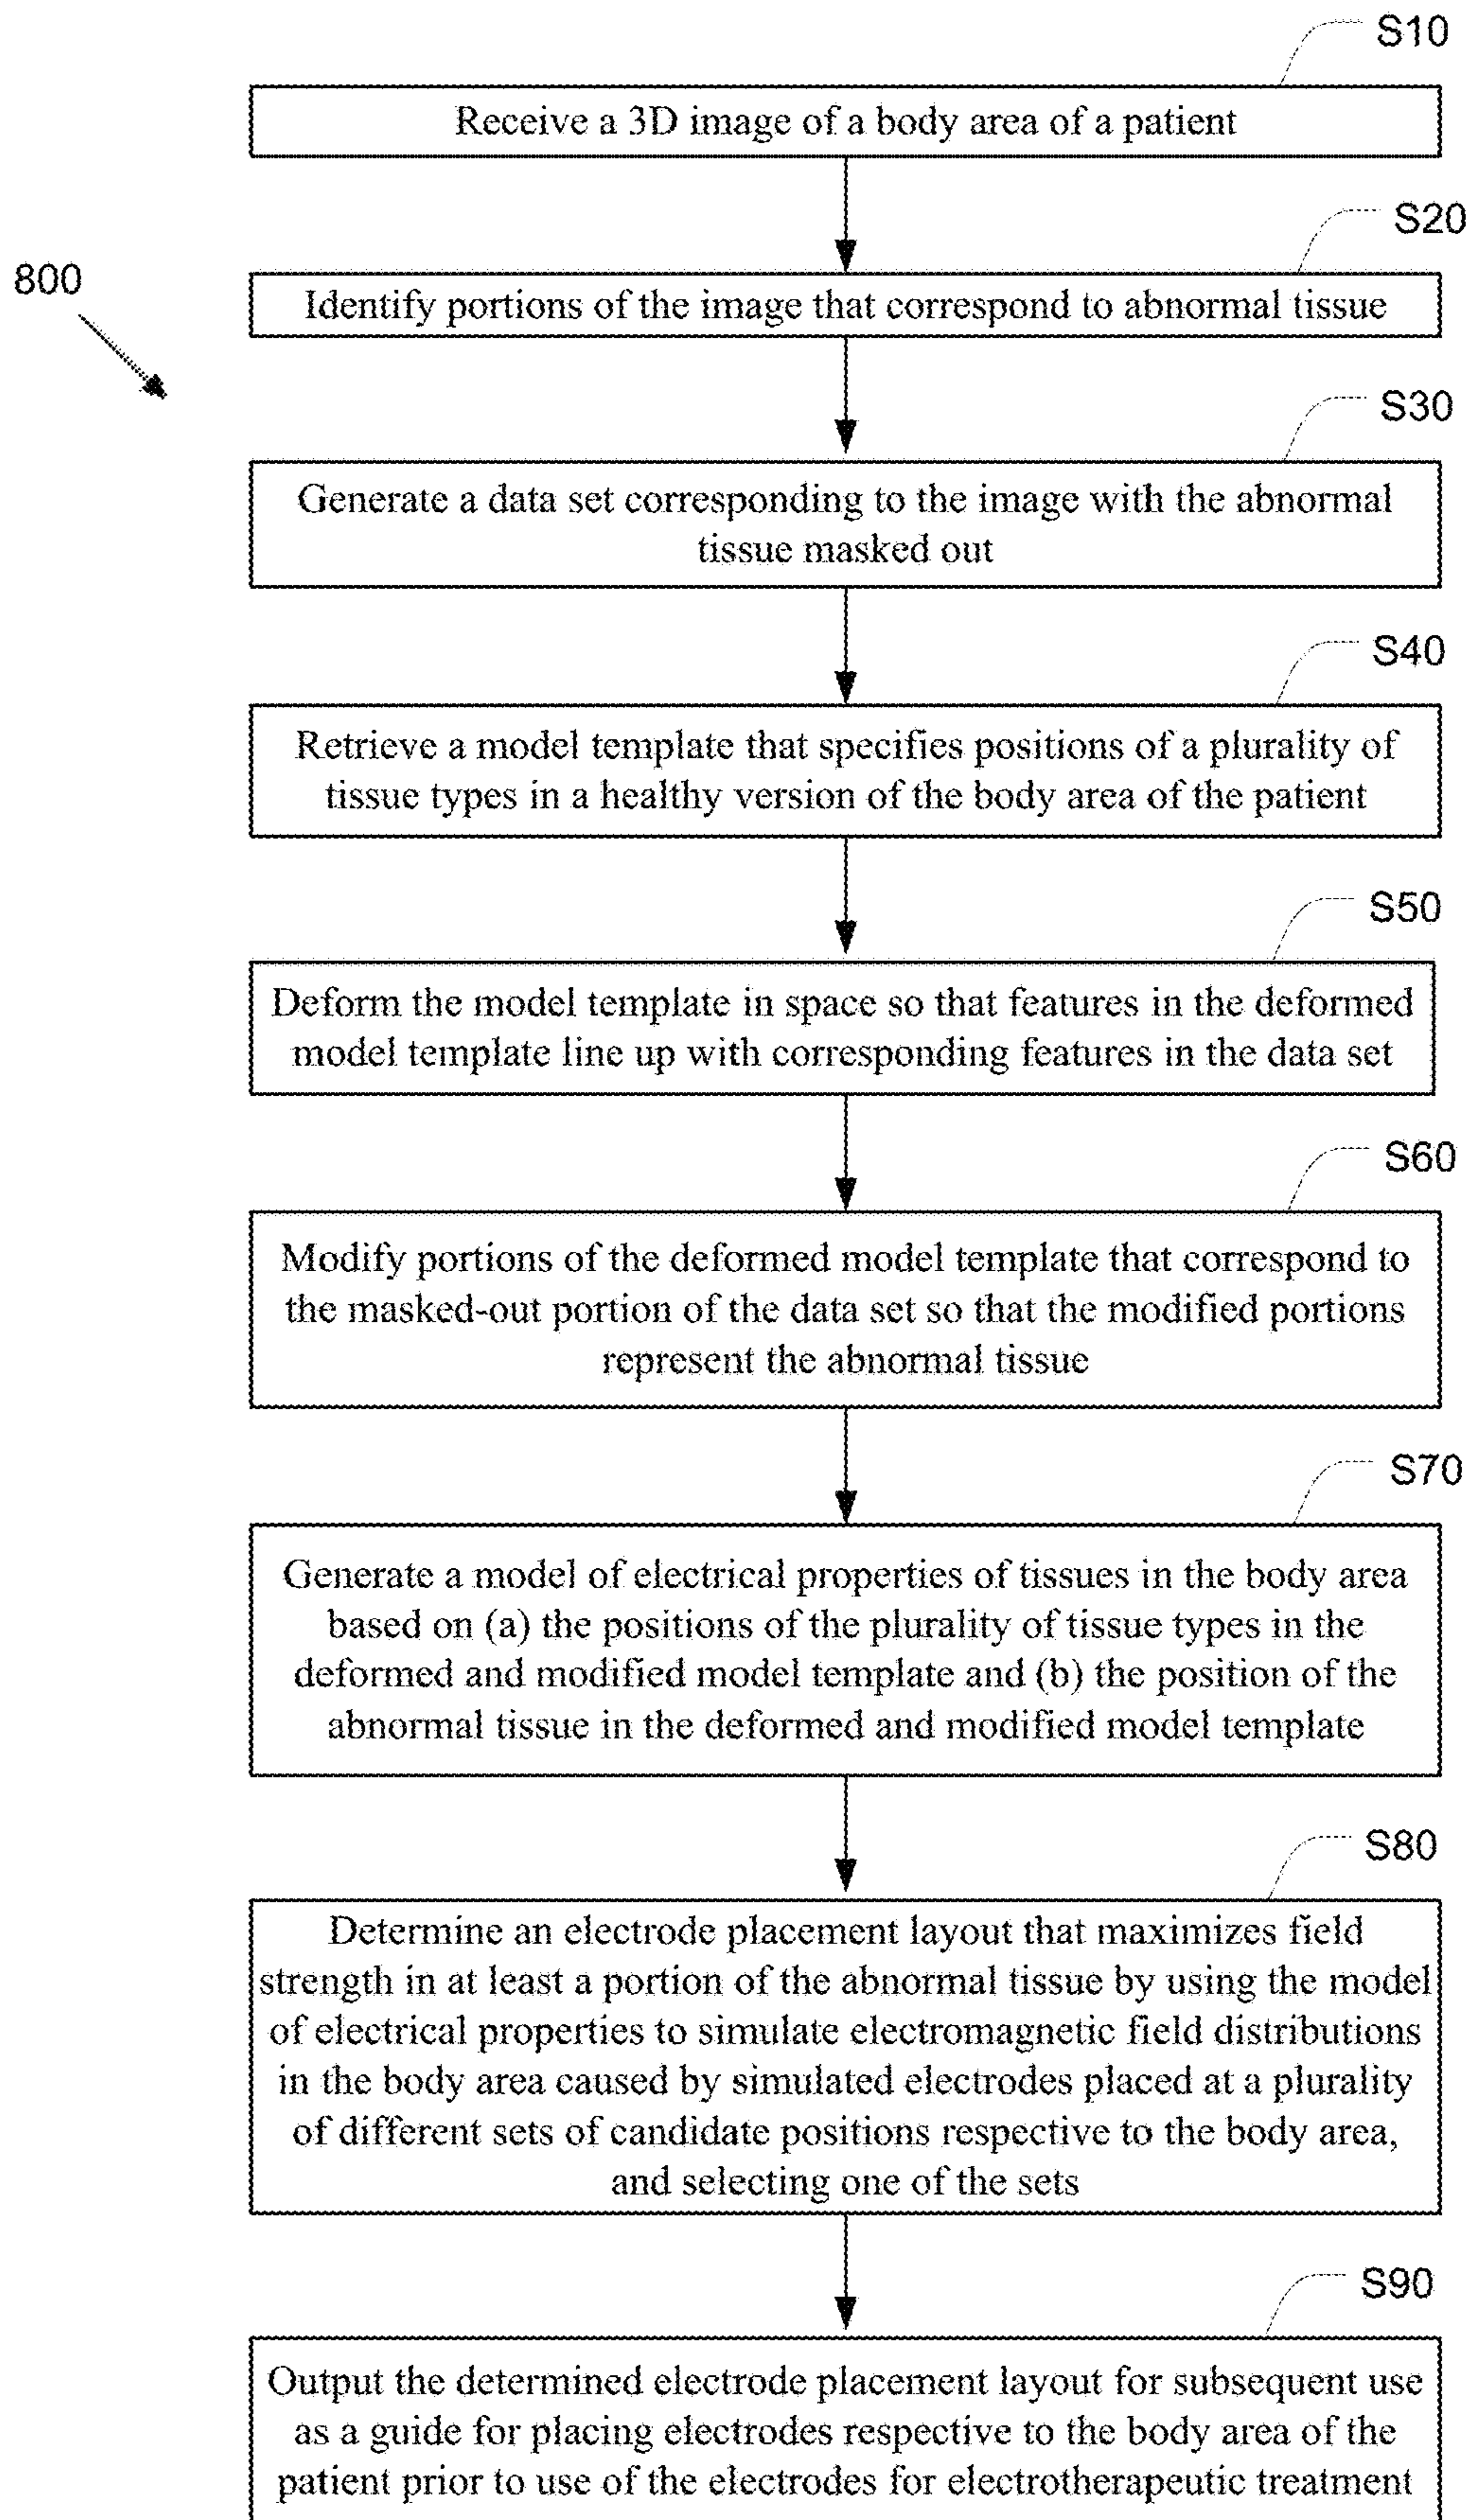 S10
Receive a 3D image of a body area of a patient
S20
800
Identify portions of the image that correspond to abnormal tissue
S30
Generate a data set corresponding to the image with the abnormal
tissue masked out
S40
Retrieve a model template that specifies positions of a plurality of
tissue types in a healthy version of the body area of the patient
S50
Deform the model template in space so that features in the deformed
model template line up with corresponding features in the data set
S60
Modify portions of the deformed model template that correspond to
the masked-out portion of the data set so that the modified portions
represent the abnormal tissue
S70
Generate a model of electrical properties of tissues in the body area
based on (a) the positions of the plurality of tissue types in the
deformed and modified model template and (b) the position of the
abnormal tissue in the deformed and modified model template
S80
Determine an electrode placement layout that maximizes field
strength in at least a portion of the abnormal tissue by using the model
of electrical properties to simulate electromagnetic field distributions
in the body area caused by simulated electrodes placed at a plurality
of different sets of candidate positions respective to the body area,
and selecting one of the sets
S90
Output the determined electrode placement layout for subsequent use
as a guide for placing electrodes respective to the body area of the
patient prior to use of the electrodes for electrotherapeutic treatment